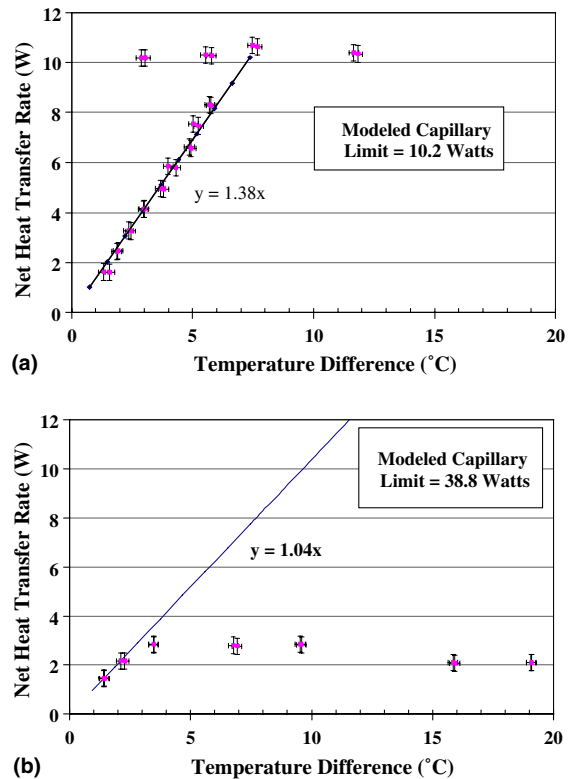 12
10
8
6
4
2
0
Net Heat Transfer Rate (W)
Modeled Capillary
Limit = 10.2 Watts
y = 1.38x
0 5 10 15 20
(a) Temperature Difference (˚C)
12
10
8
6
4
2
0
Net Heat Transfer Rate (W)
Modeled Capillary
Limit = 38.8 Watts
y = 1.04x
0 5 10 15 20
(b) Temperature Difference (˚C)